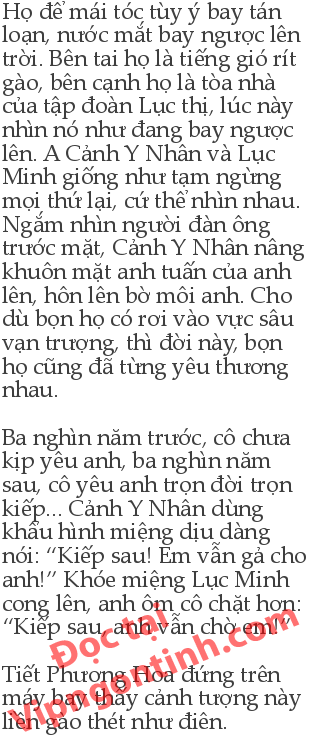 Họ để mái tóc tùy ý bay tán
loạn, nước mắt bay ngược lên
trời. Bên tai họ là tiếng gió rít
gào, bên cạnh họ là tòa nhà
của tập đoàn Lục thị, lúc này
nhìn nó như đang bay ngược
lên. A Cảnh Y Nhân và Lục
Minh giống như tạm ngừng
mọi thứ lại, cứ thể nhìn nhau.
Ngắm nhìn người đàn ông
trước mặt, Cảnh Y Nhân nâng
khuôn mặt anh tuấn của anh
lên, hôn lên bờ môi anh. Cho
dù bọn họ có rơi vào vực sâu
vạn trượng, thì đời này, bọn
họ cũng đã từng yêu thương
nhau.
Ba nghìn năm trước, cô chưa
kịp yêu anh, ba nghìn năm
sau, cô yêu anh trọn đời trọn
kiếp... Cảnh Y Nhân dùng
khẩu hình miệng dịu dàng
nói: “Kiếp sau! Em vẫn gả cho
anh!” Khóe miệng Lục Minh
cong lên, anh ôm cô chặt hơn:
“Kiếp sau, anh vẫn chờ em!”
Tiết Phương Hoa đứng trên
máy bay thấy cảnh tượng này
liền gào thét như điên.
Đọc tại
Vipngontinh.com